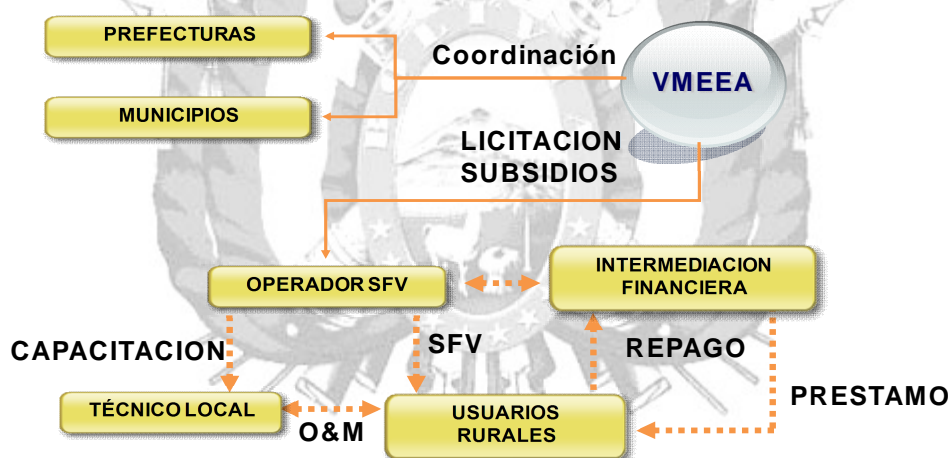 PREFECTURAS
Coordinación
VMEEA
MUNICIPIOS
LICITACION
SUBSIDIOS
OPERADOR SFV
INTERMEDIACION
FINANCIERA
CAPACITACION
SFV
REPAGO
PRESTAMO
TÉCNICO LOCAL
O&M
USUARIOS
RURALES